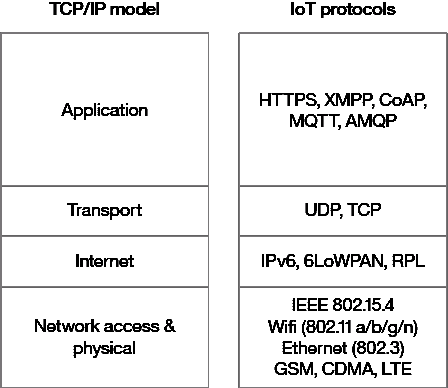 TCP/IP model
IoT protocols
Application
HTTPS, XMPP, CoAP,
MQTT, AMQP
Transport
UDP, TCP
Internet
IPv6, 6LoWPAN, RPL
Network access &
physical
IEEE 802.15.4
Wifi (802.11 a/b/g/n)
Ethernet (802.3)
GSM, CDMA, LTE